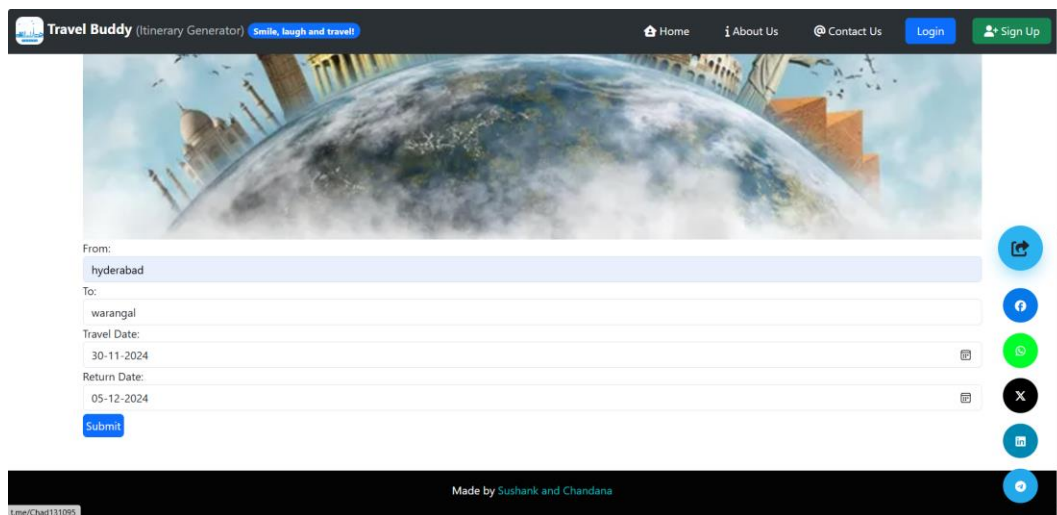 Travel Buddy (Itinerary Generator) Smile, laugh and travel! Home About Us Contact Us Login Sign Up
From:
hyderabad
To:
warangal
Travel Date:
30-11-2024
Return Date:
05-12-2024
Submit
Made by Sushank and Chandana
t.me/Chad131095